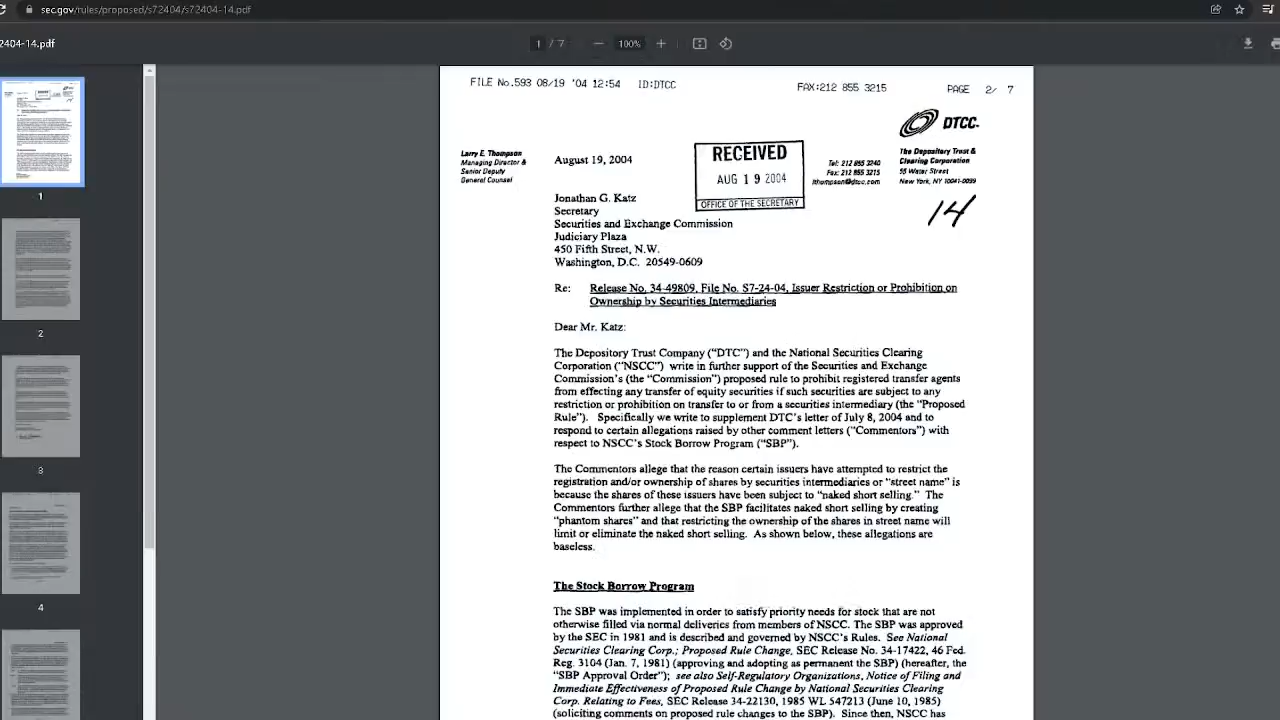 secgov/rules/proposed/s72404/s72404-14.pdf
2404-14.pdf
1 / 7
100%
FILE No.593 08/19 '04 12:54 ID:DTCC
FAX:212 855 3215
PAGE 2/ 7
DTCC.
Larry E. Thompson
Managing Director &
Senior Deputy
General Counsel
August 19, 2004
RECEIVED
AUG 19 2004
OFFICE OF THE SECRETARY
Tel: 212 855 3240
Fax: 212 855 3215
lthompson@dtcc.com
The Depository Trust &
Clearing Corporation
55 Water Street
New York, NY 10041-0099
14
Jonathan G. Katz
Secretary
Securities and Exchange Commission
Judiciary Plaza
450 Fifth Street, N.W.
Washington, D.C. 20549-0609
Re: Release No. 34-49809, File No. S7-24-04, Issuer Restriction or Prohibition on
Ownership by Securities Intermediaries
Dear Mr. Katz:
The Depository Trust Company ("DTC") and the National Securities Clearing
Corporation ("NSCC") write in further support of the Securities and Exchange
Commission's (the "Commission") proposed rule to prohibit registered transfer agents
from effecting any transfer of equity securities if such securities are subject to any
restriction or prohibition on transfer to or from a securities intermediary (the "Proposed
Rule"). Specifically we write to supplement DTC's letter of July 8, 2004 and to
respond to certain allegations raised by other comment letters ("Commentors") with
respect to NSCC's Stock Borrow Program ("SBP").
The Commentors allege that the reason certain issuers have attempted to restrict the
registration and/or ownership of shares by securities intermediaries or "street name" is
because the shares of these issuers have been subject to "naked short selling." The
Commentors further allege that the SBP facilitates naked short selling by creating
"phantom shares" and that restricting the ownership of the shares in street name will
limit or eliminate the naked short selling. As shown below, these allegations are
baseless.
The Stock Borrow Program
The SBP was implemented in order to satisfy priority needs for stock that are not
otherwise filled via normal deliveries from members of NSCC. The SBP was approved
by the SEC in 1981 and is described and governed by NSCC's Rules. See National
Securities Clearing Corp.; Proposed Rule Change, SEC Release No. 34-17422, 46 Fed.
Reg. 3104 (Jan. 7, 1981) (approving and adopting as permanent the SBP) (hereafter, the
"SBP Approval Order"); see also Self-Regulatory Organizations, Notice of Filing and
Immediate Effectiveness of Proposed Rule Change by National Securities Clearing
Corp. Relating to Fees, SEC Release 34-22130, 1985 WL 547213 (June 10, 1985)
(soliciting comments on proposed rule changes to the SBP). Since then, NSCC has
1
2
3
4